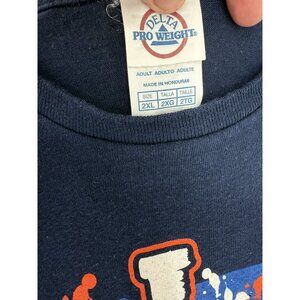 DELTA
PRO WEIGHT®
ADULT ADULTO ADULTE
MADE IN HONDURAS
SIZE TALLA TAILLE
2XL 2XG 2TG